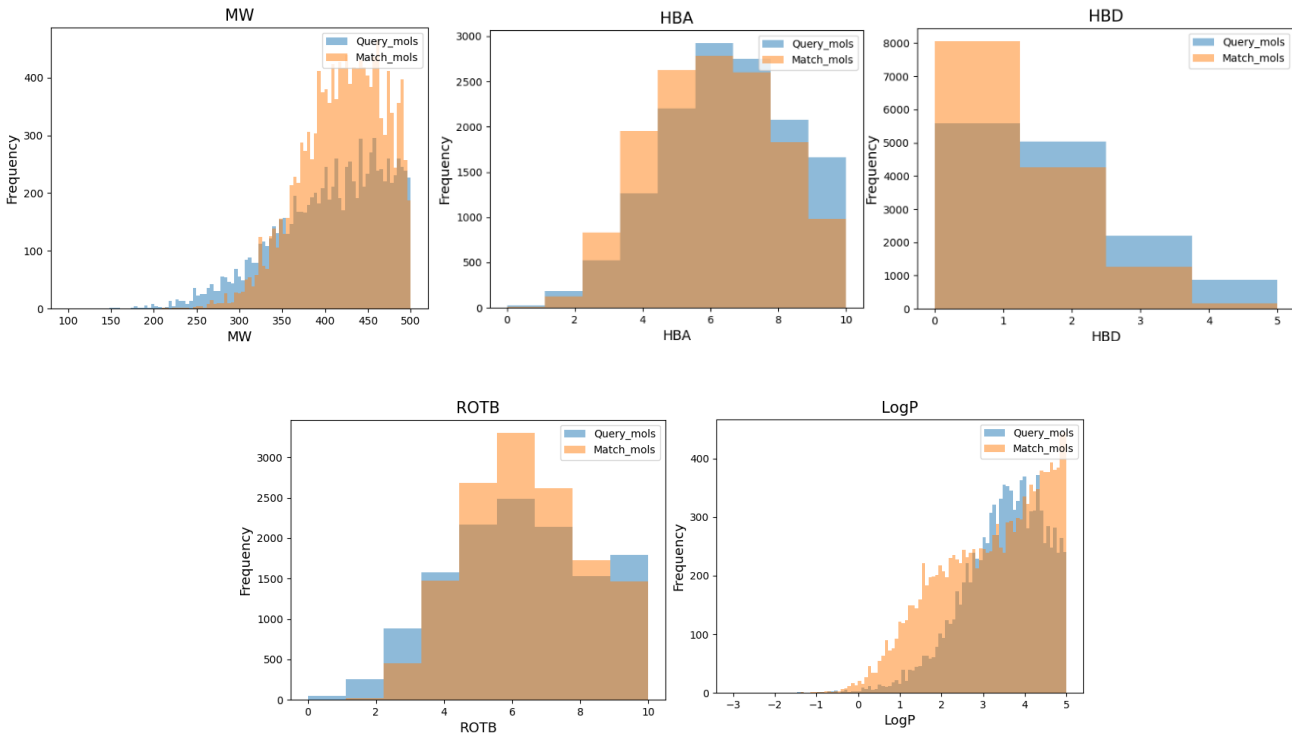 MW
Query_mols
Match_mols
Frequency
400
300
200
100
0
100 150 200 250 300 350 400 450 500
MW
HBA
Query_mols
Match_mols
Frequency
3000
2500
2000
1500
1000
500
0
0 2 4 6 8 10
HBA
HBD
Query_mols
Match_mols
Frequency
8000
7000
6000
5000
4000
3000
2000
1000
0
0 1 2 3 4 5
HBD
ROTB
Query_mols
Match_mols
Frequency
3000
2500
2000
1500
1000
500
0
0 2 4 6 8 10
ROTB
LogP
Query_mols
Match_mols
Frequency
400
300
200
100
0
−3 −2 −1 0 1 2 3 4 5
LogP